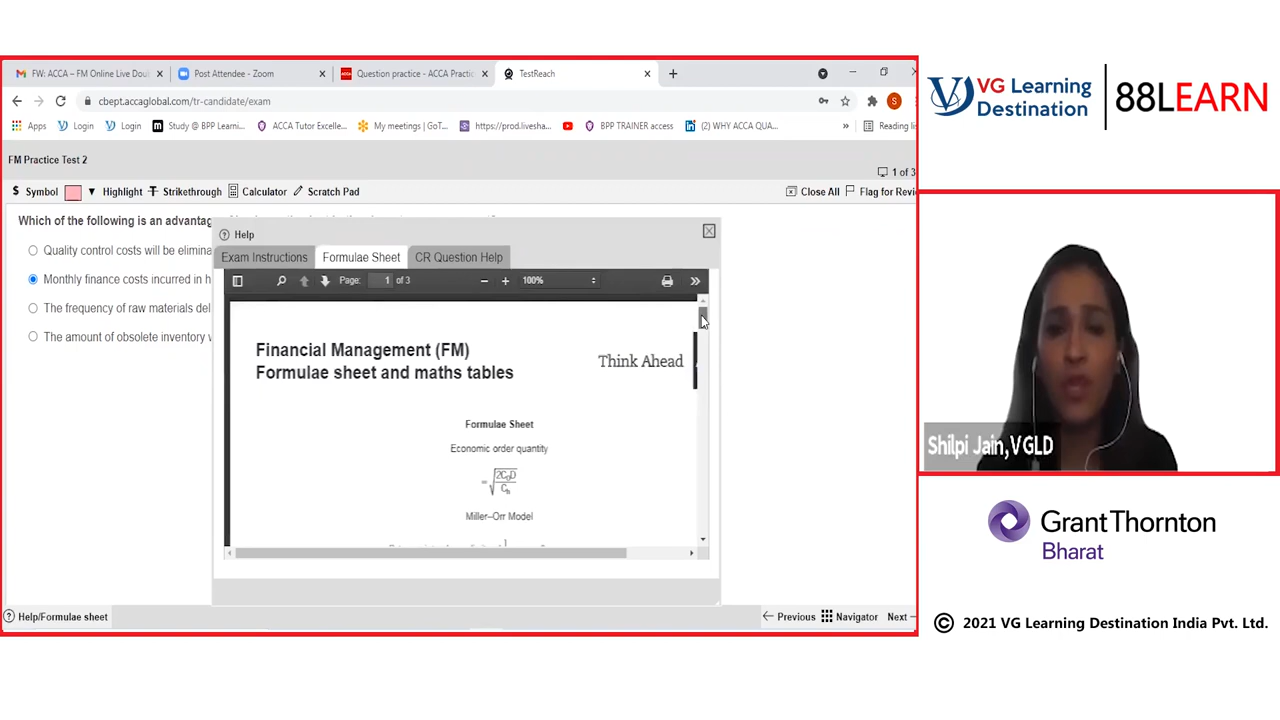 FW: ACCA – FM Online Live Dou
Post Attendee - Zoom
Question practice - ACCA Practic
TestReach
cbept.accaglobal.com/tr-candidate/exam
Apps
Login
Login
Study @ BPP Learni...
ACCA Tutor Excelle...
My meetings | GoT...
https://prod.livesha...
BPP TRAINER access
(2) WHY ACCA QUA...
»
Reading lis
FM Practice Test 2
1 of 3
$ Symbol
Highlight
Strikethrough
Calculator
Scratch Pad
Close All
Flag for Revie
Which of the following is an advantag
Quality control costs will be elimina
Monthly finance costs incurred in h
The frequency of raw materials del
The amount of obsolete inventory w
Help
Exam Instructions
Formulae Sheet
CR Question Help
Page: 1 of 3
100%
Financial Management (FM)
Formulae sheet and maths tables
Think Ahead
Formulae Sheet
Economic order quantity
=√(2C₀D/Cₕ)
Miller–Orr Model
Help/Formulae sheet
Previous
Navigator
Next
VG Learning
Destination
88LEARN
Shilpi Jain,VGLD
Grant Thornton
Bharat
© 2021 VG Learning Destination India Pvt. Ltd.